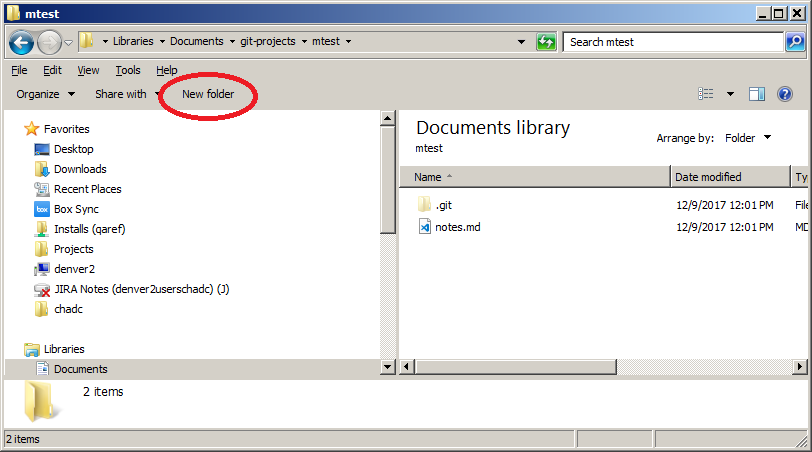 mtest
Libraries Documents git-projects mtest Search mtest
File Edit View Tools Help
Organize Share with New folder
Favorites
Desktop
Downloads
Recent Places
box Box Sync
Installs (qaref)
Projects
denver2
JIRA Notes (denver2userschadc) (J)
chadc
Libraries
Documents
Documents library
mtest
Arrange by: Folder
Name Date modified Ty
.git 12/9/2017 12:01 PM File
notes.md 12/9/2017 12:01 PM MD
2 items
2 items